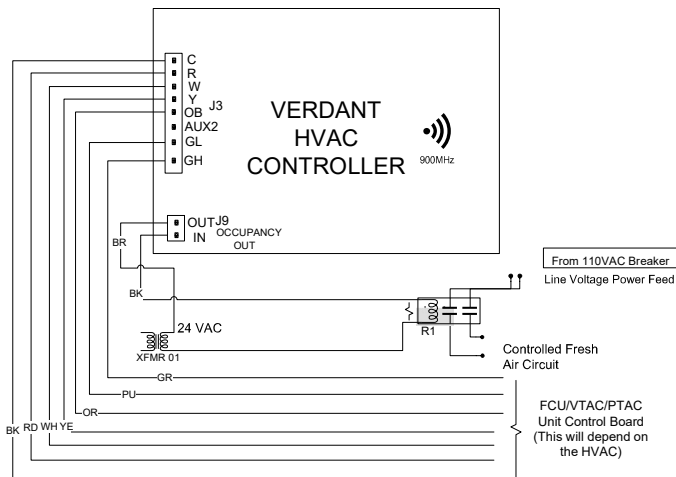 C
R
W
Y
J3
OB
AUX2
GL
GH
VERDANT
HVAC
CONTROLLER
900MHz
OUT J9
IN OCCUPANCY
OUT
BR
BK
24 VAC
XFMR 01
R1
From 110VAC Breaker
Line Voltage Power Feed
Controlled Fresh
Air Circuit
GR
PU
OR
BK RD WH YE
FCU/VTAC/PTAC
Unit Control Board
(This will depend on
the HVAC)